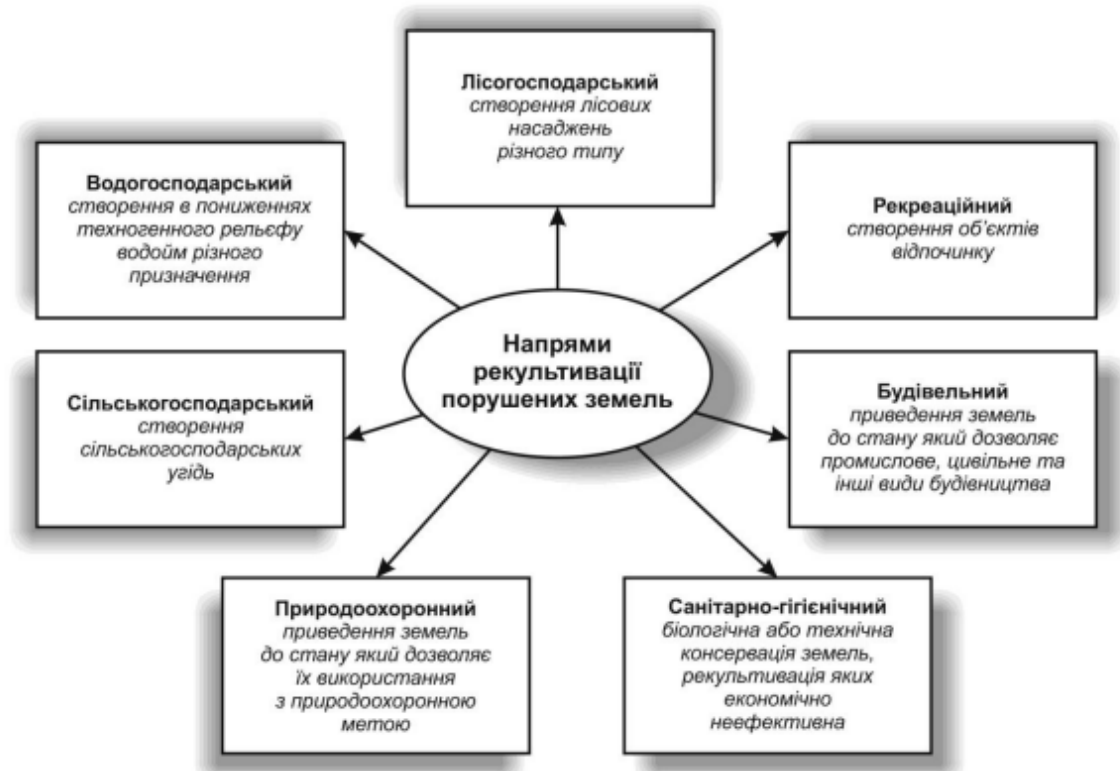 Лісогосподарський
створення лісових
насаджень
різного типу
Водогосподарський
створення в пониженнях
техногенного рельєфу
водойм різного
призначення
Рекреаційний
створення об'єктів
відпочинку
Напрями
рекультивації
порушених земель
Сільськогосподарський
створення
сільськогосподарських
угідь
Будівельний
приведення земель
до стану який дозволяє
промислове, цивільне та
інші види будівництва
Природоохоронний
приведення земель
до стану який дозволяє
їх використання
з природоохоронною
метою
Санітарно-гігієнічний
біологічна або технічна
консервація земель,
рекультивація яких
економічно
неефективна